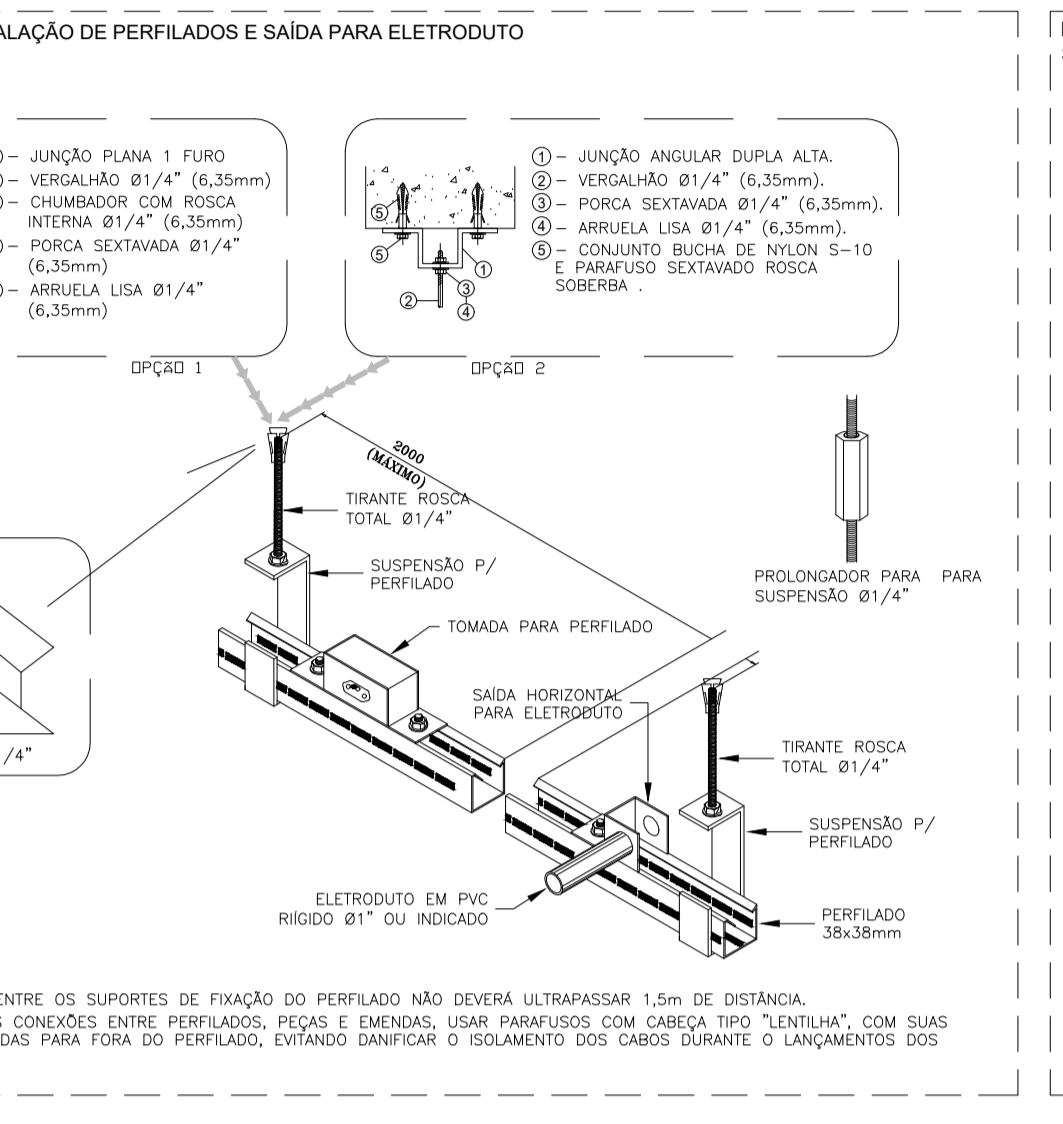 ALAÇÃO DE PERFILADOS E SAÍDA PARA ELETRODUTO
– JUNÇÃO PLANA 1 FURO
– VERGALHÃO Ø1/4" (6,35mm)
– CHUMBADOR COM ROSCA
INTERNA Ø1/4" (6,35mm)
– PORCA SEXTAVADA Ø1/4"
(6,35mm)
– ARRUELA LISA Ø1/4"
(6,35mm)
OPÇÃO 1
5
5
1
2
3
4
1 – JUNÇÃO ANGULAR DUPLA ALTA.
2 – VERGALHÃO Ø1/4" (6,35mm).
3 – PORCA SEXTAVADA Ø1/4" (6,35mm).
4 – ARRUELA LISA Ø1/4" (6,35mm).
5 – CONJUNTO BUCHA DE NYLON S–10
E PARAFUSO SEXTAVADO ROSCA
SOBERBA .
OPÇÃO 2
2000
(MÁXIMO)
TIRANTE ROSCA
TOTAL Ø1/4"
SUSPENSÃO P/
PERFILADO
PROLONGADOR PARA PARA
SUSPENSÃO Ø1/4"
TOMADA PARA PERFILADO
SAÍDA HORIZONTAL
PARA ELETRODUTO
/4"
TIRANTE ROSCA
TOTAL Ø1/4"
SUSPENSÃO P/
PERFILADO
ELETRODUTO EM PVC
RIÍGIDO Ø1" OU INDICADO
PERFILADO
38x38mm
ENTRE OS SUPORTES DE FIXAÇÃO DO PERFILADO NÃO DEVERÁ ULTRAPASSAR 1,5m DE DISTÂNCIA.
S CONEXÕES ENTRE PERFILADOS, PEÇAS E EMENDAS, USAR PARAFUSOS COM CABEÇA TIPO "LENTILHA", COM SUAS
DAS PARA FORA DO PERFILADO, EVITANDO DANIFICAR O ISOLAMENTO DOS CABOS DURANTE O LANÇAMENTOS DOS